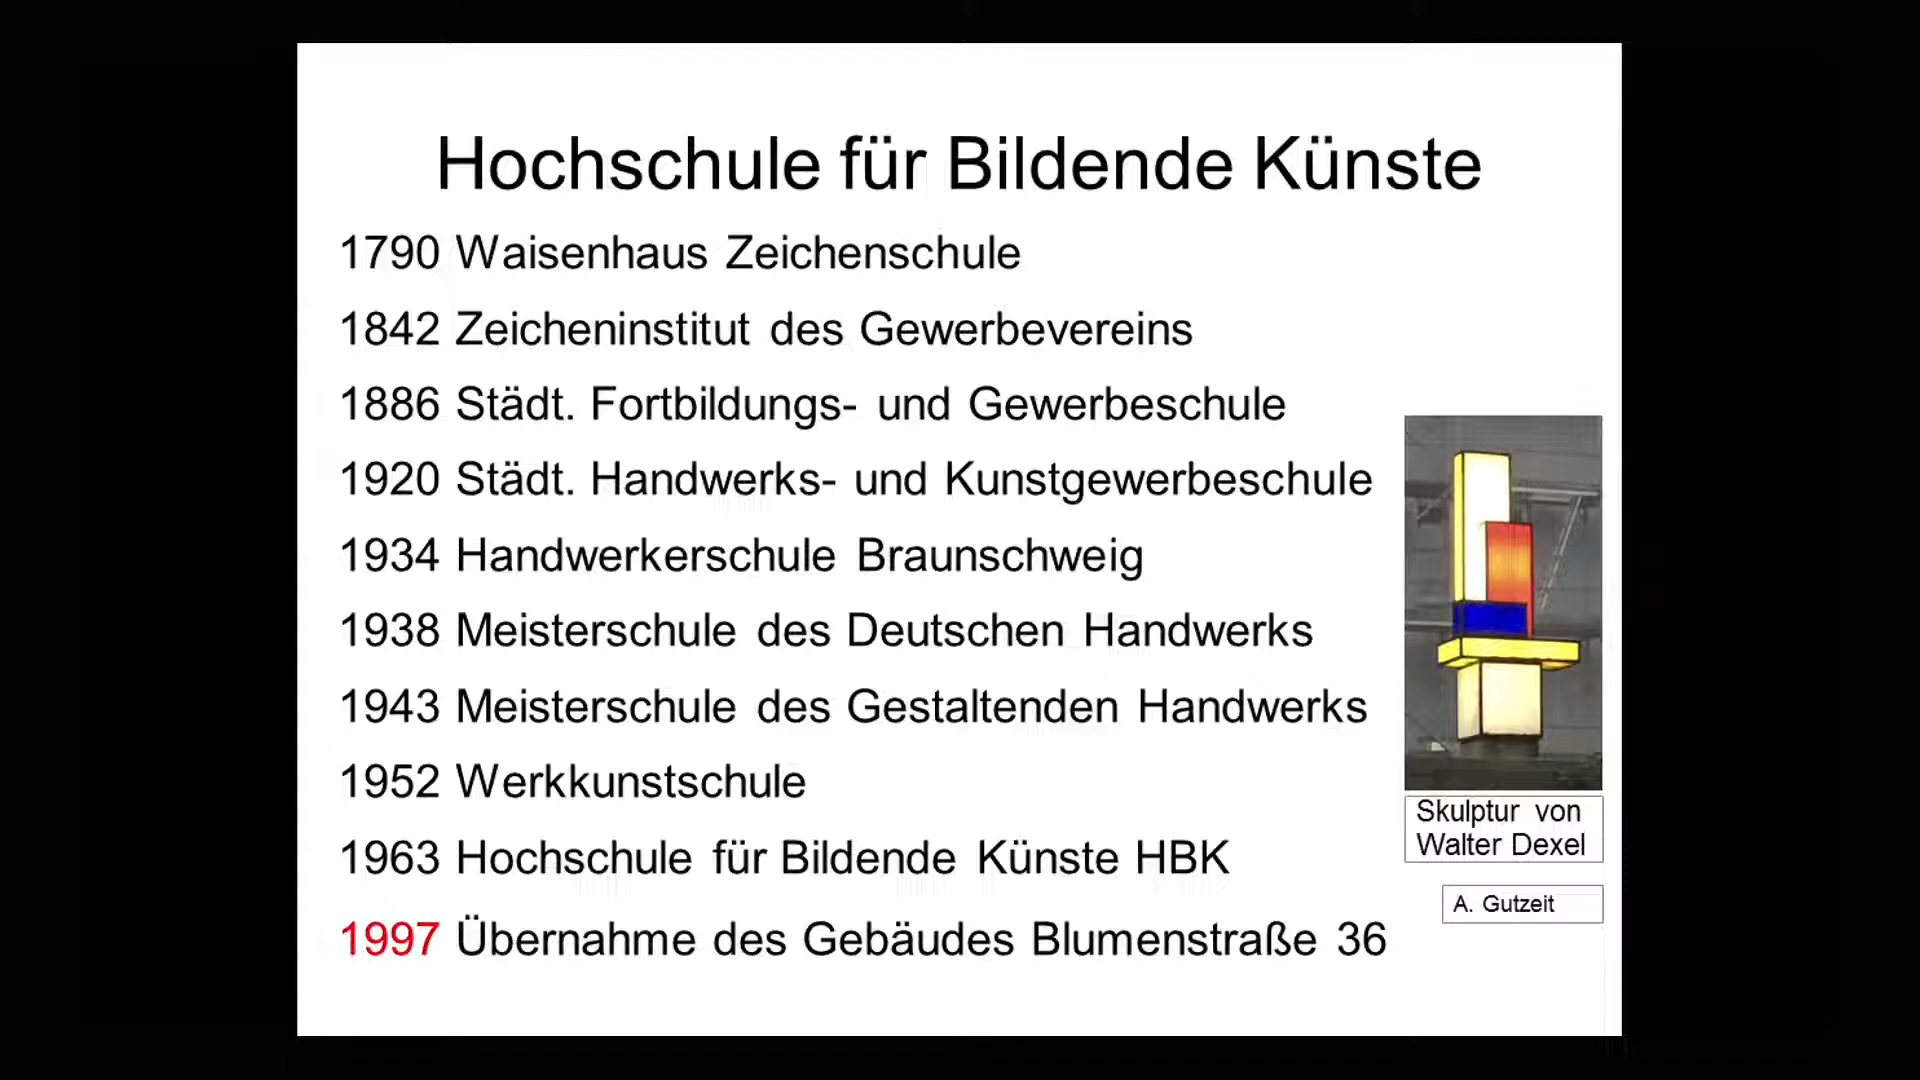 Hochschule für Bildende Künste
1790 Waisenhaus Zeichenschule
1842 Zeicheninstitut des Gewerbevereins
1886 Städt. Fortbildungs- und Gewerbeschule
1920 Städt. Handwerks- und Kunstgewerbeschule
1934 Handwerkerschule Braunschweig
1938 Meisterschule des Deutschen Handwerks
1943 Meisterschule des Gestaltenden Handwerks
1952 Werkkunstschule
1963 Hochschule für Bildende Künste HBK
1997 Übernahme des Gebäudes Blumenstraße 36
Skulptur von
Walter Dexel
A. Gutzeit